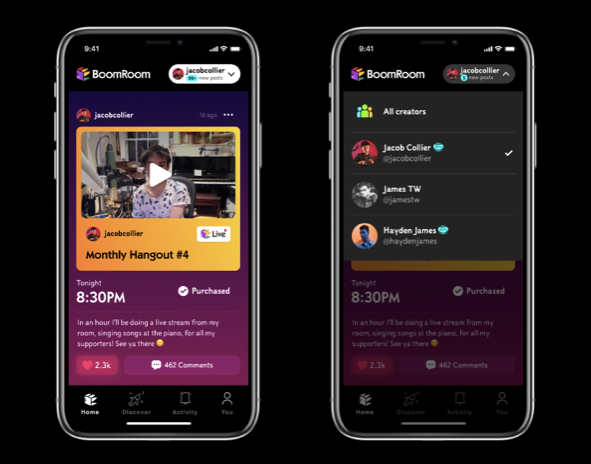 9:41
BoomRoom
jacobcollier
99+ new posts
jacobcollier
1d ago
jacobcollier
Live
Monthly Hangout #4
Tonight
8:30PM
Purchased
In an hour I'll be doing a live stream from my
room, singing songs at the piano, for all my
supporters! See ya there
2.3k
462 Comments
Home
Discover
Activity
You
9:41
BoomRoom
jacobcollier
new posts
All creators
Jacob Collier
@jacobcollier
James TW
@jamestw
Hayden James
@haydenjames
Tonight
8:30PM
Purchased
In an hour I'll be doing a live stream from my
room, singing songs at the piano, for all my
supporters! See ya there
2.3k
462 Comments
Home
Discover
Activity
You